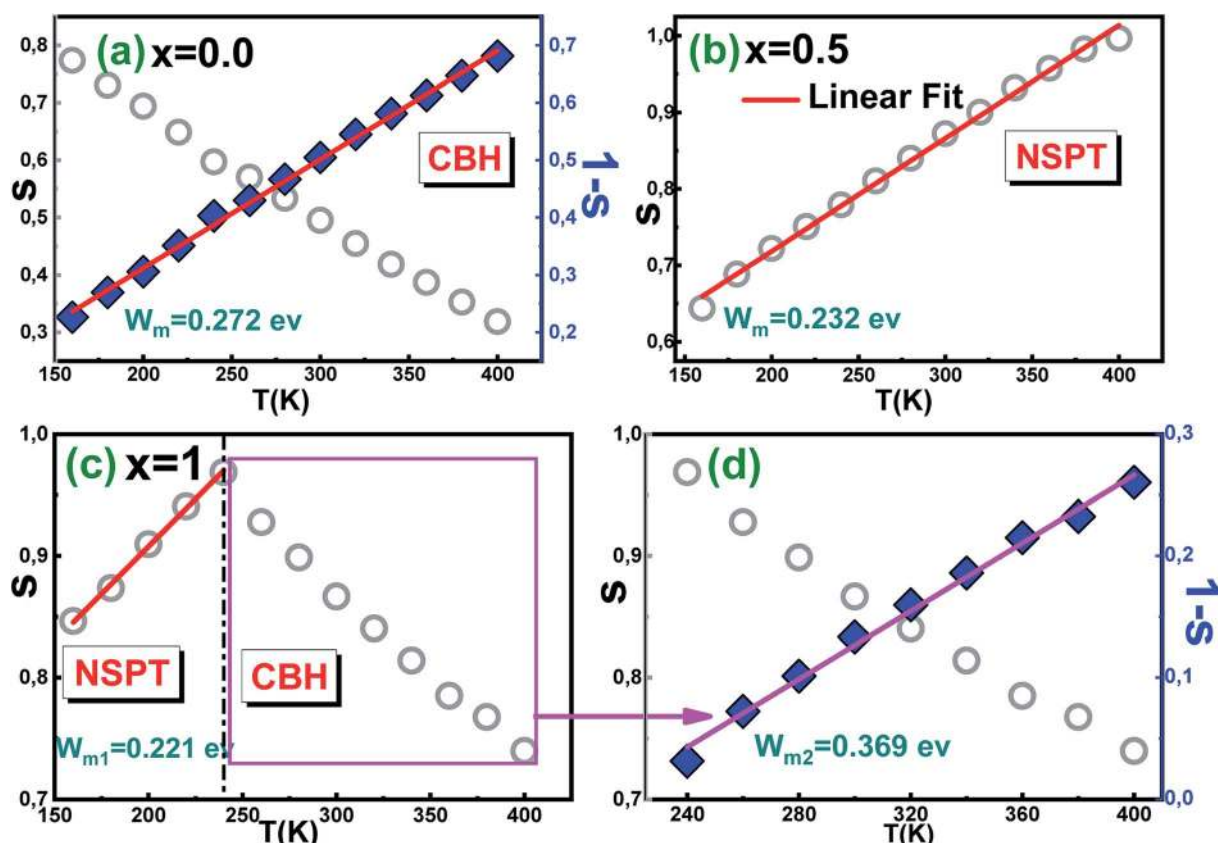 (a) x=0.0
0,8
0,7
0,6
0,5
0,4
0,3
S
0,7
0,6
0,5
0,4
0,3
0,2
1-s
CBH
Wm=0.272 ev
150 200 250 300 350 400
T(K)
(b) x=0.5
Linear Fit
NSPT
1,0
0,9
0,8
0,7
0,6
S
Wm=0.232 ev
150 200 250 300 350 400
T(K)
(c) x=1
1,0
0,9
0,8
0,7
S
NSPT
CBH
Wm1=0.221 ev
150 200 250 300 350 400
T(K)
(d)
1,0
0,9
0,8
0,7
S
0,3
0,2
0,1
0,0
1-s
Wm2=0.369 ev
240 280 320 360 400
T(K)